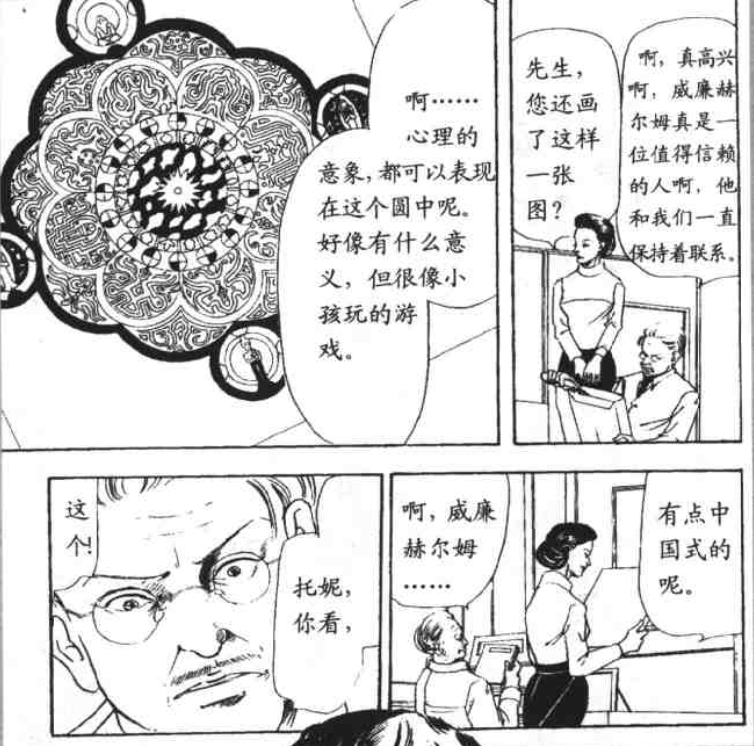 啊，真高兴
啊，威廉赫
尔姆真是一
位值得信赖
的人啊，他
和我们一直
保持着联系。
先生，
您还画
了这样
一张
图？
啊……
心理的
意象，都可以表现
在这个圆中呢。
好像有什么意
义，但很像小
孩玩的游
戏。
有点中
国式的
呢。
啊，威廉
赫尔姆
……
托妮，
你看，
这
个!